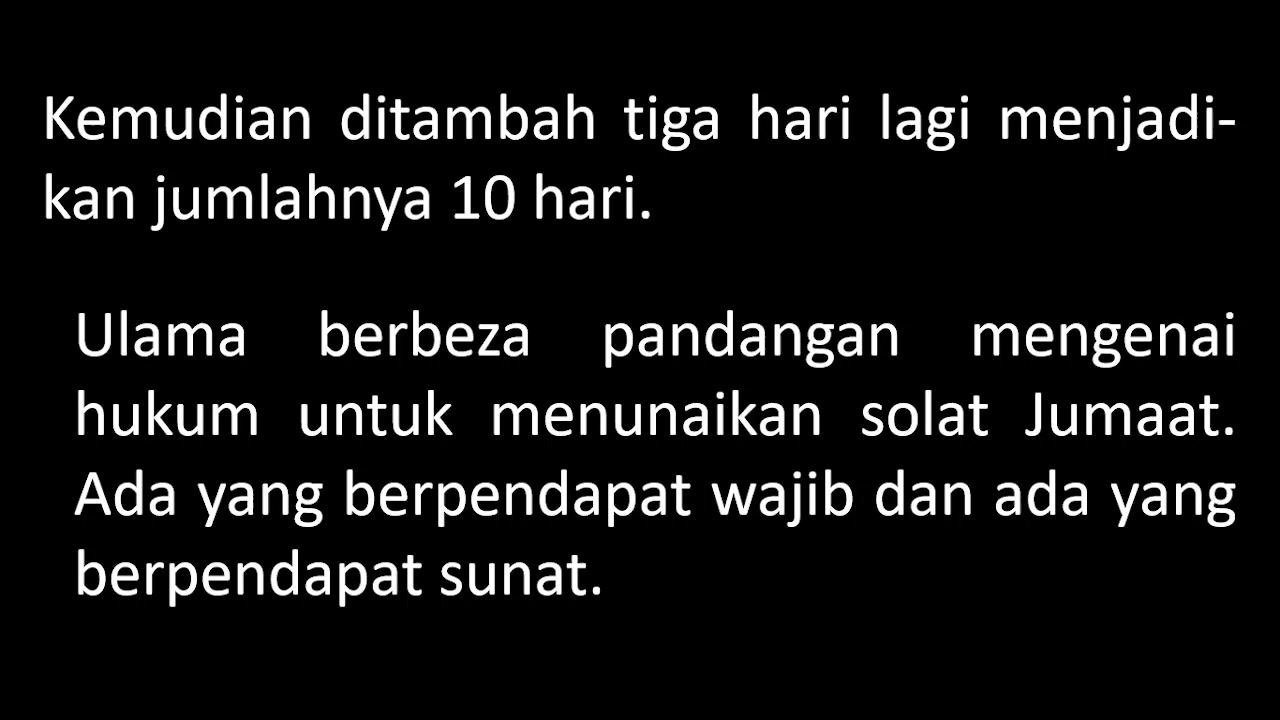 Kemudian ditambah tiga hari lagi menjadi-
kan jumlahnya 10 hari.
Ulama berbeza pandangan mengenai
hukum untuk menunaikan solat Jumaat.
Ada yang berpendapat wajib dan ada yang
berpendapat sunat.